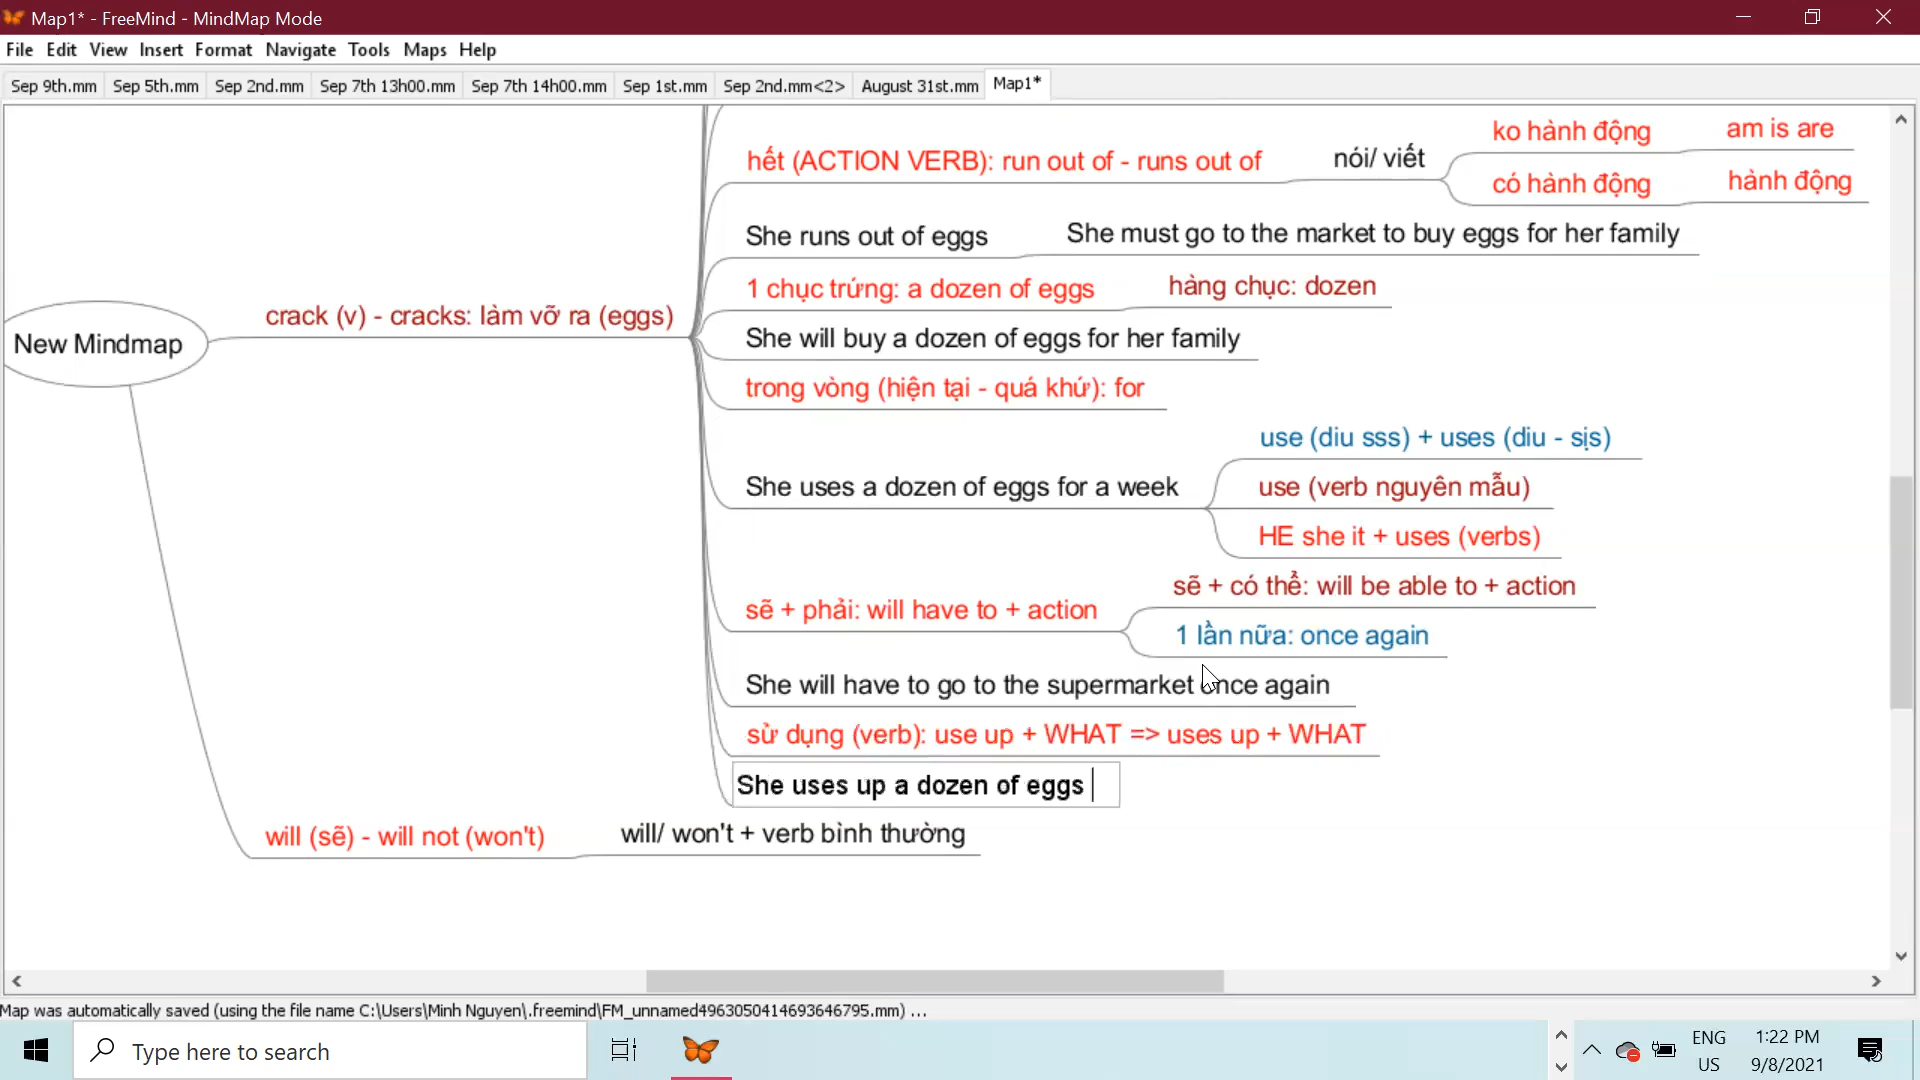 Map1* - FreeMind - MindMap Mode
File Edit View Insert Format Navigate Tools Maps Help
Sep 9th.mm Sep 5th.mm Sep 2nd.mm Sep 7th 13h00.mm Sep 7th 14h00.mm Sep 1st.mm Sep 2nd.mm<2> August 31st.mm Map1*
New Mindmap
crack (v) - cracks: làm vỡ ra (eggs)
hết (ACTION VERB): run out of - runs out of
nói/ viết
ko hành động
am is are
có hành động
hành động
She runs out of eggs
She must go to the market to buy eggs for her family
1 chục trứng: a dozen of eggs
hàng chục: dozen
She will buy a dozen of eggs for her family
trong vòng (hiện tại - quá khứ): for
She uses a dozen of eggs for a week
use (diu sss) + uses (diu - sịs)
use (verb nguyên mẫu)
HE she it + uses (verbs)
sẽ + phải: will have to + action
sẽ + có thể: will be able to + action
1 lần nữa: once again
She will have to go to the supermarket once again
sử dụng (verb): use up + WHAT => uses up + WHAT
She uses up a dozen of eggs
will (sẽ) - will not (won't)
will/ won't + verb bình thường
Map was automatically saved (using the file name C:\Users\Minh Nguyen\.freemind\FM_unnamed4963050414693646795.mm) ...
Type here to search
ENG
US
1:22 PM
9/8/2021